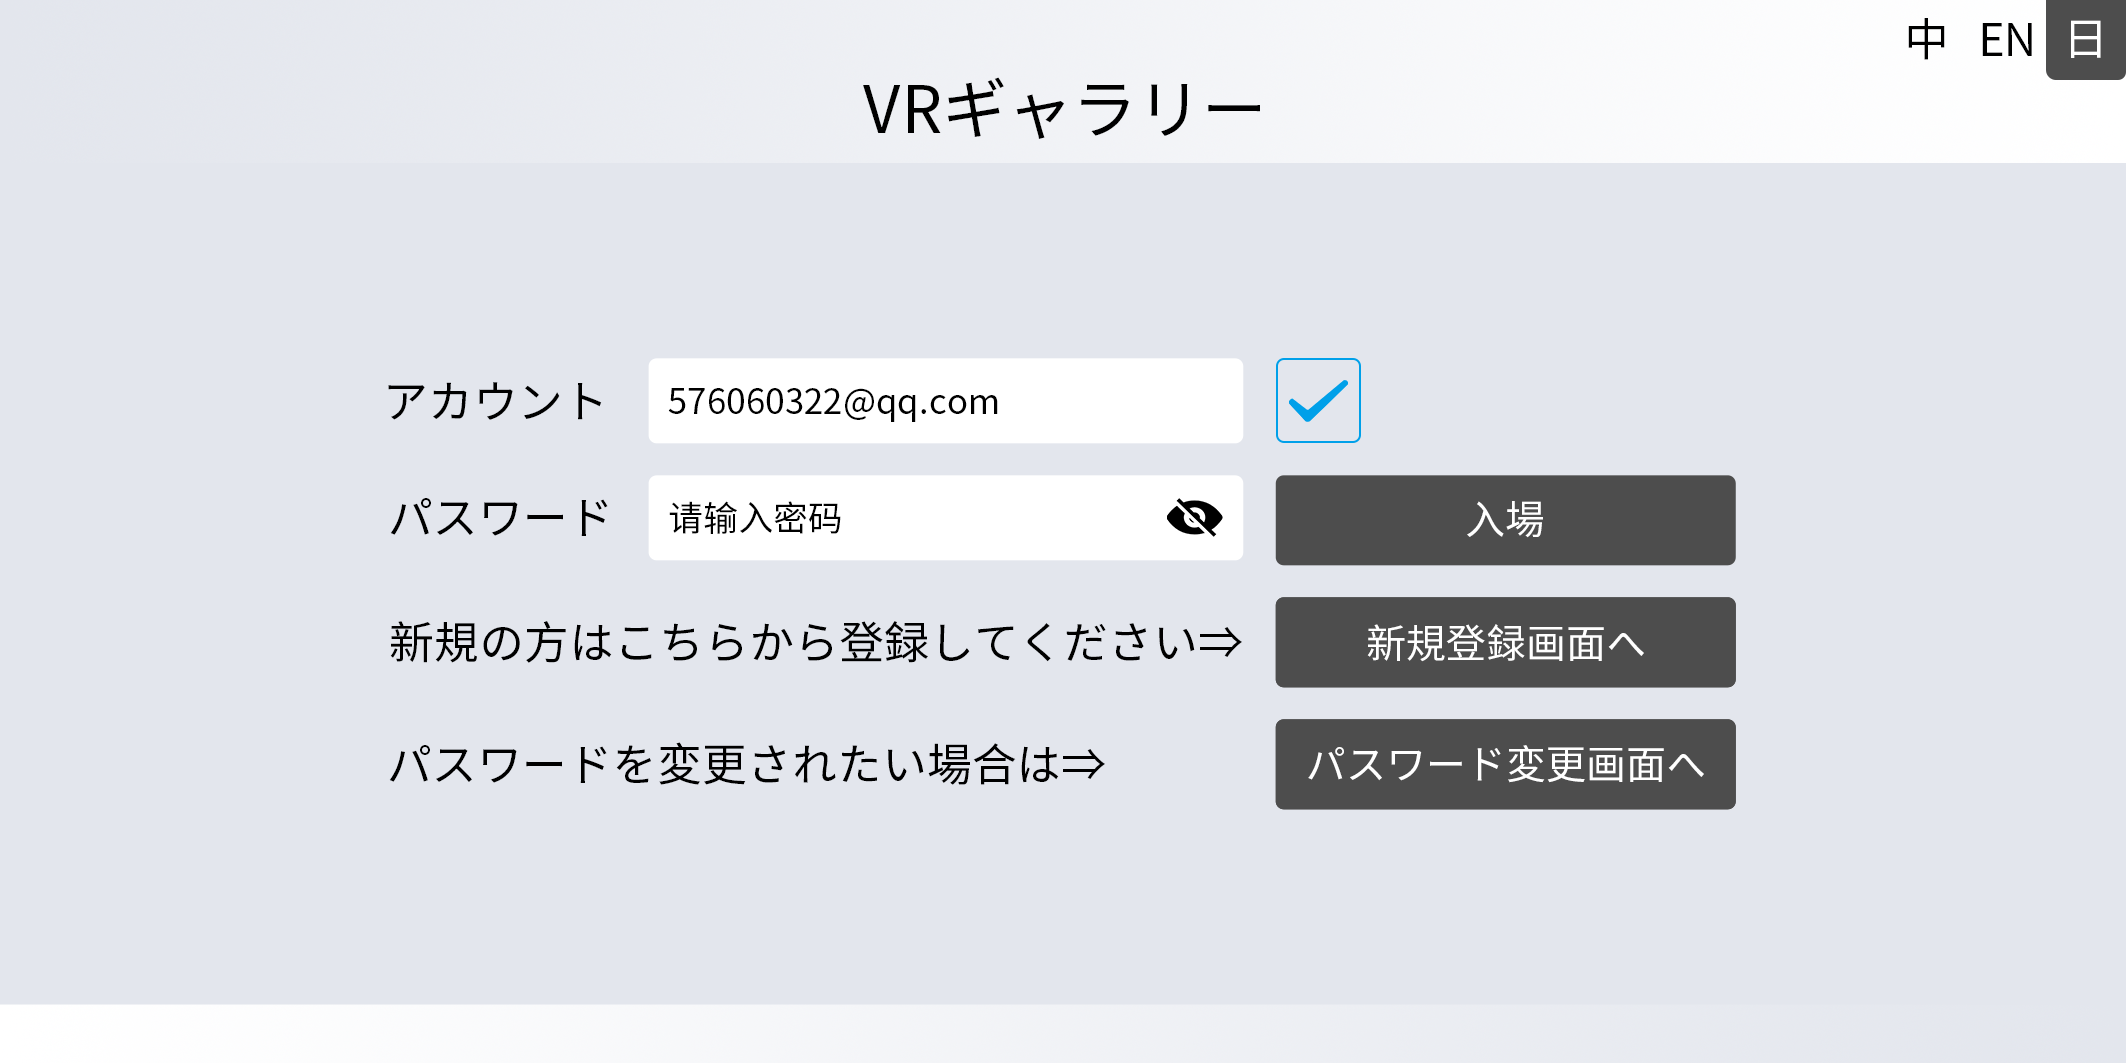 中 EN 日
VRギャラリー
アカウント 576060322@qq.com
パスワード 请输入密码 入場
新規の方はこちらから登録してください⇒ 新規登録画面へ
パスワードを変更されたい場合は⇒ パスワード変更画面へ